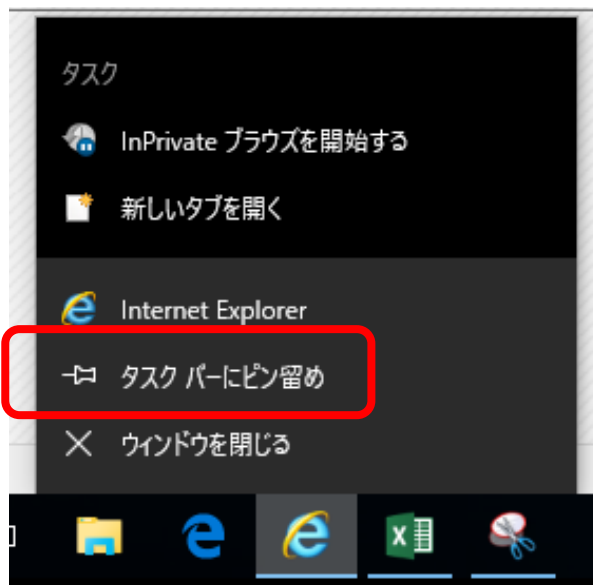 タスク
InPrivate ブラウズを開始する
新しいタブを開く
Internet Explorer
タスク バーにピン留め
ウィンドウを閉じる